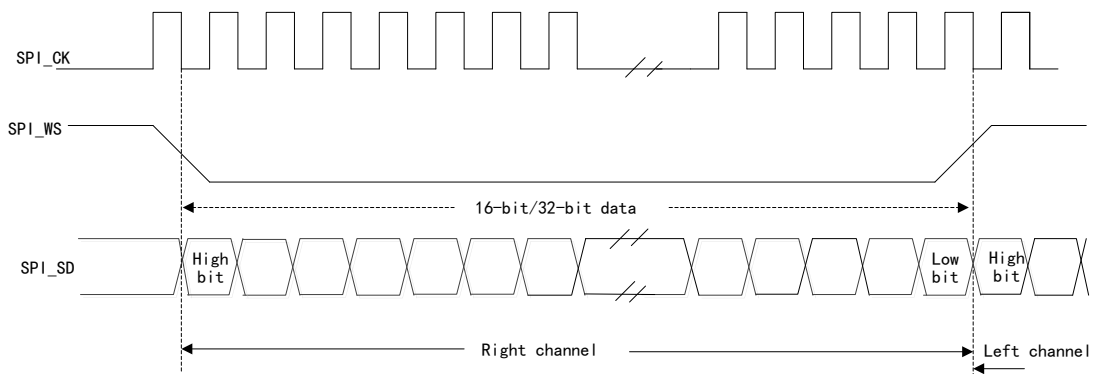 SPI_CK
SPI_WS
16-bit/32-bit data
SPI_SD
High
bit
Low
bit
High
bit
Right channel
Left channel